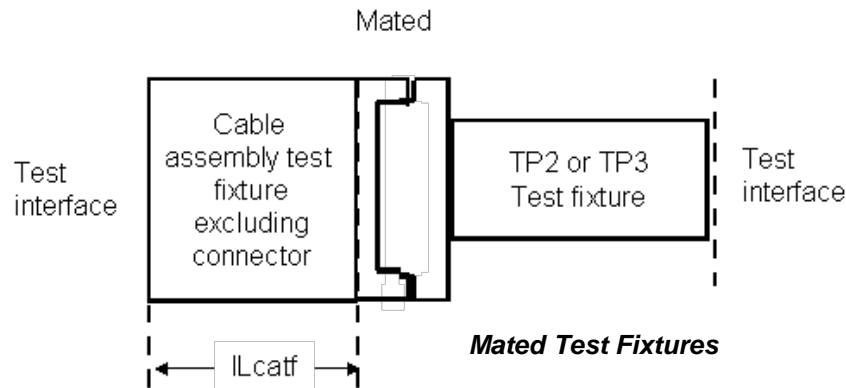 Mated
Test
interface
Cable
assembly test
fixture
excluding
connector
TP2 or TP3
Test fixture
Test
interface
ILcatf
Mated Test Fixtures